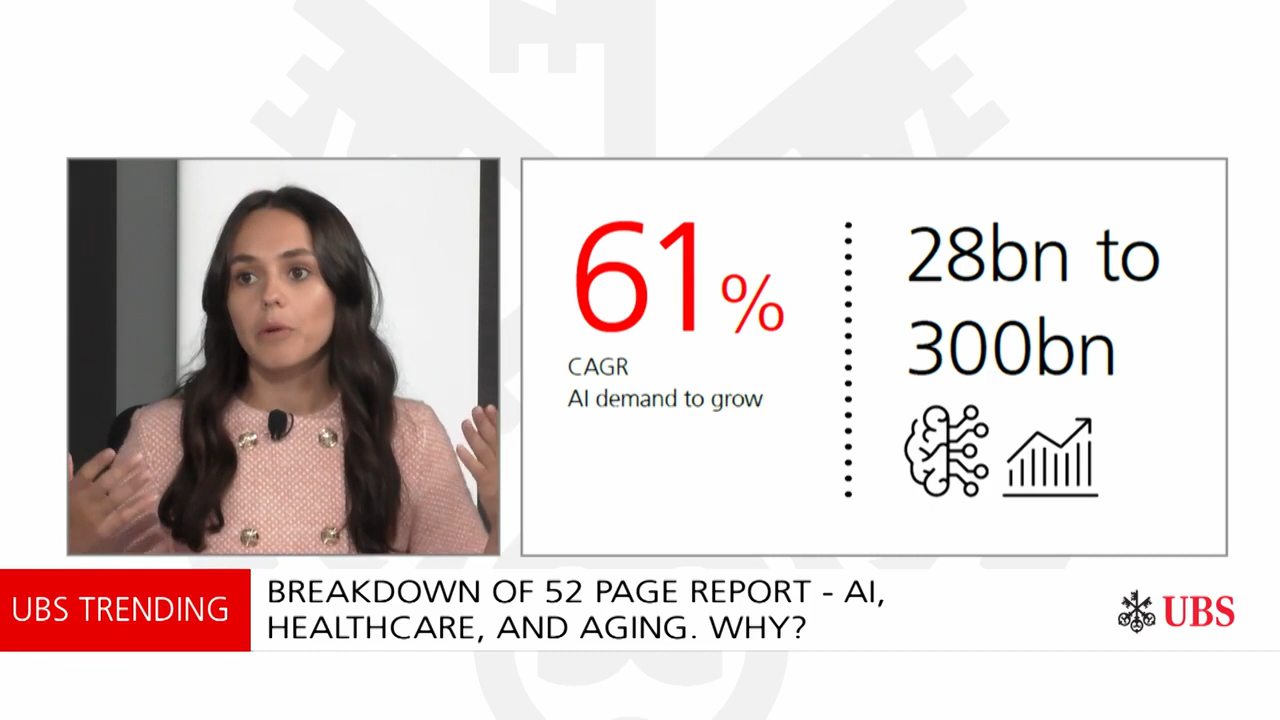 61%
CAGR
AI demand to grow
28bn to
300bn
UBS TRENDING
BREAKDOWN OF 52 PAGE REPORT - AI,
HEALTHCARE, AND AGING. WHY?
UBS